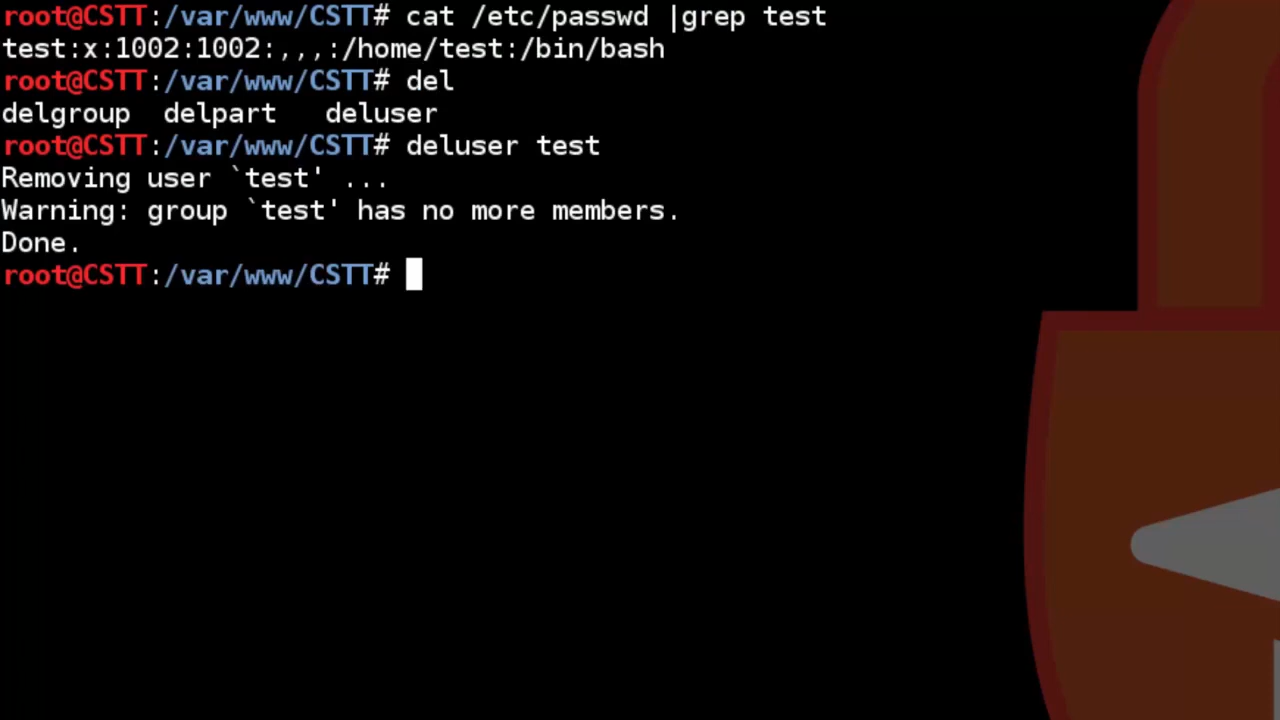 root@CSTT:/var/www/CSTT# cat /etc/passwd |grep test
test:x:1002:1002:,,,:/home/test:/bin/bash
root@CSTT:/var/www/CSTT# del
delgroup  delpart   deluser
root@CSTT:/var/www/CSTT# deluser test
Removing user `test' ...
Warning: group `test' has no more members.
Done.
root@CSTT:/var/www/CSTT#